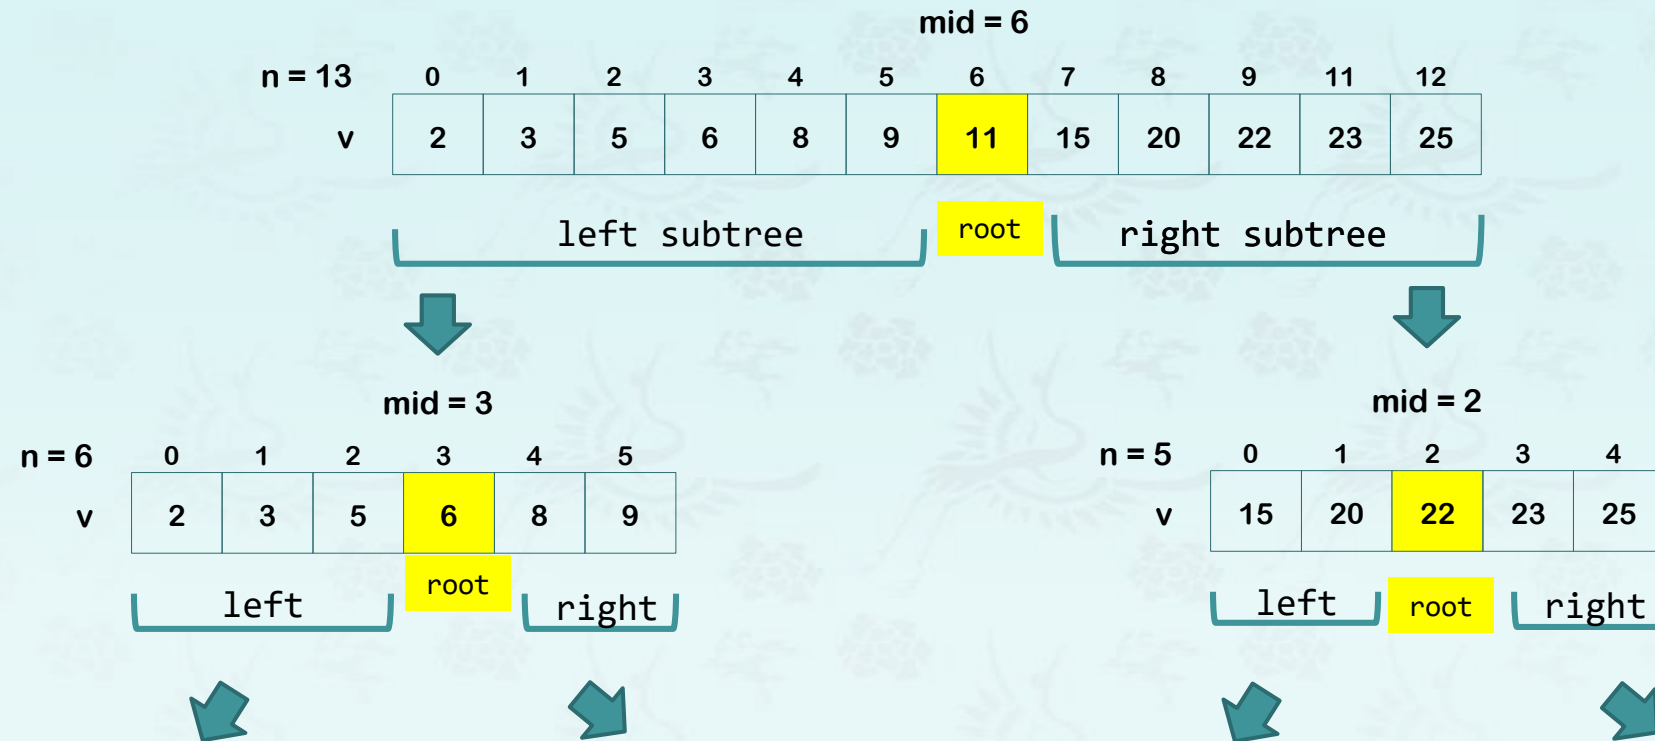 mid = 6
n = 13 0 1 2 3 4 5 6 7 8 9 11 12
v 2 3 5 6 8 9 11 15 20 22 23 25
left subtree root right subtree
mid = 3
n = 6 0 1 2 3 4 5
v 2 3 5 6 8 9
left root right
mid = 2
n = 5 0 1 2 3 4
v 15 20 22 23 25
left root right